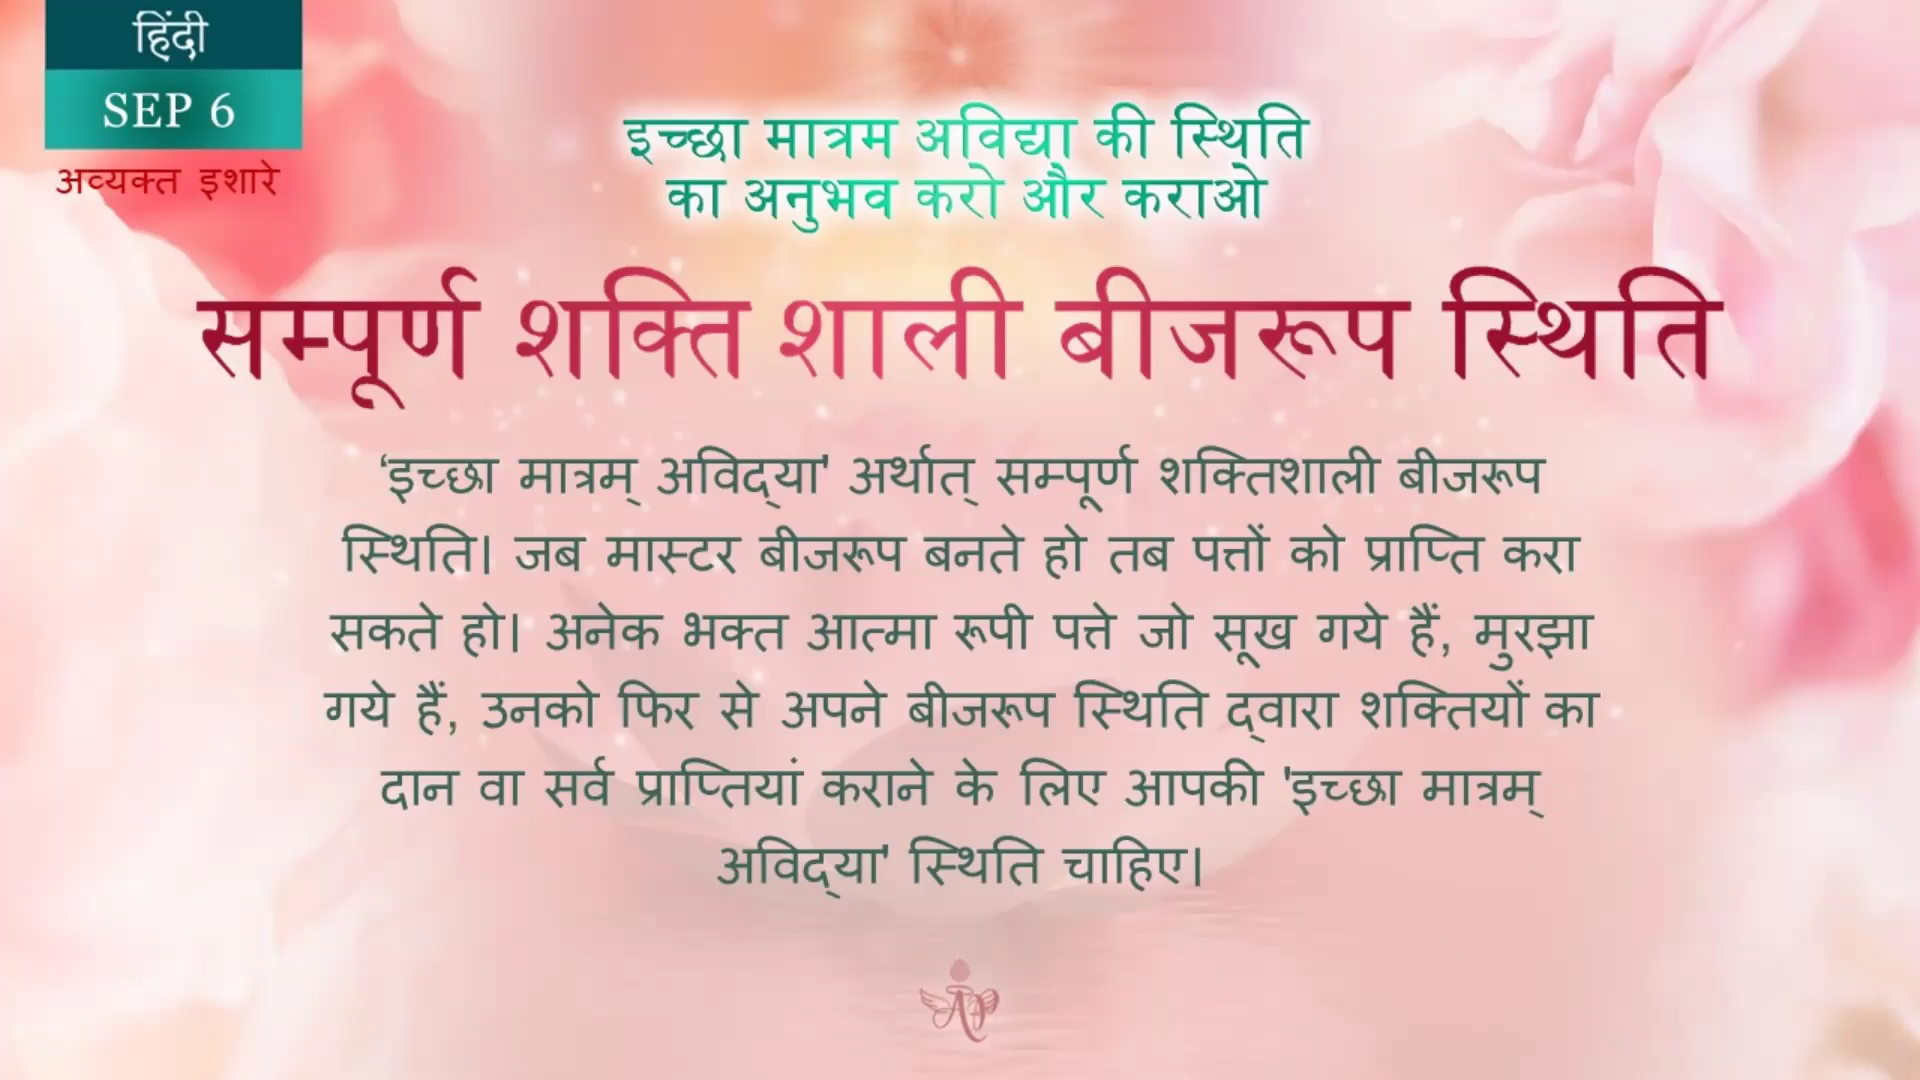 हिंदी
SEP 6
अव्यक्त इशारे
इच्छा मात्रम अविद्या की स्थिति
का अनुभव करो और कराओ
सम्पूर्ण शक्ति शाली बीजरूप स्थिति
‘इच्छा मात्रम् अविद्‌या' अर्थात् सम्पूर्ण शक्तिशाली बीजरूप
स्थिति। जब मास्टर बीजरूप बनते हो तब पत्तों को प्राप्ति करा
सकते हो। अनेक भक्त आत्मा रूपी पत्ते जो सूख गये हैं, मुरझा
गये हैं, उनको फिर से अपने बीजरूप स्थिति द्‌वारा शक्तियों का
दान वा सर्व प्राप्तियां कराने के लिए आपकी 'इच्छा मात्रम्
अविद्‌या' स्थिति चाहिए।